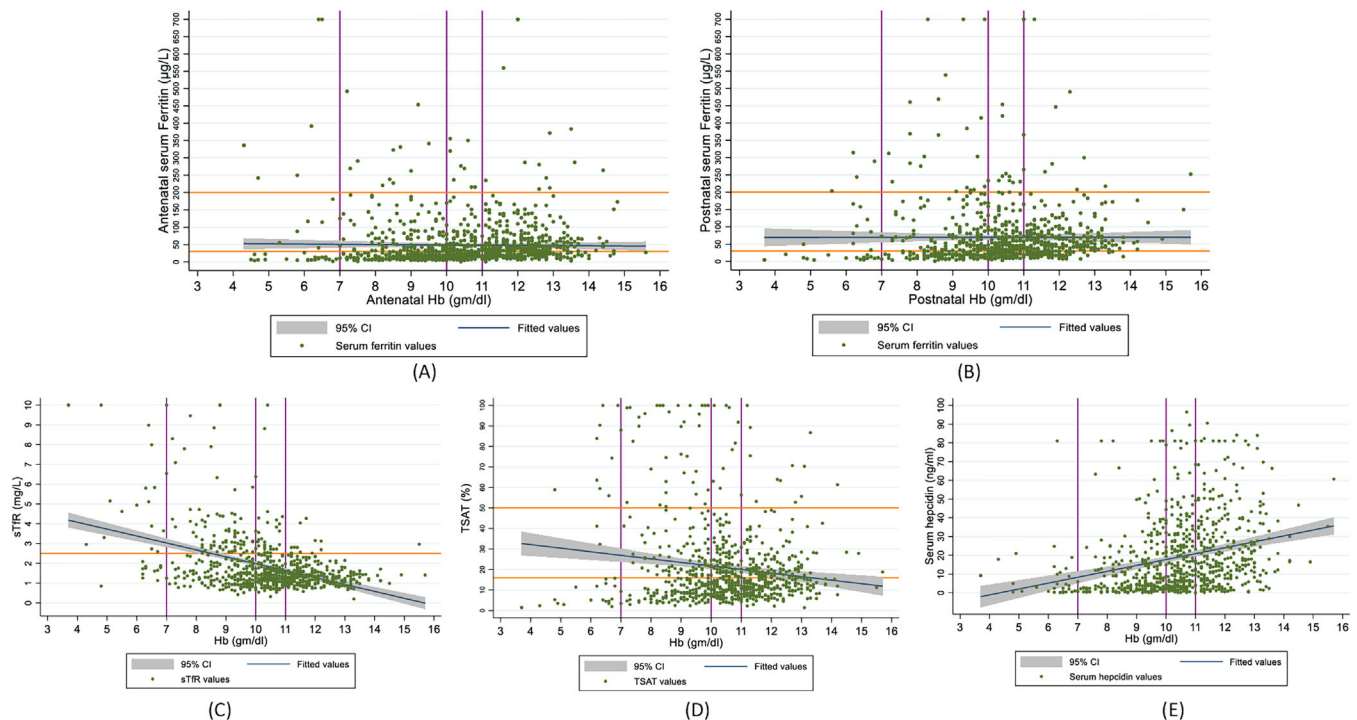 Antenatal serum Ferritin (µg/L)
0 50 100 150 200 250 300 350 400 450 500 550 600 650 700
3 4 5 6 7 8 9 10 11 12 13 14 15 16
Antenatal Hb (gm/dl)
95% CI Fitted values
Serum ferritin values
(A)
Postnatal serum Ferritin (µg/L)
0 50 100 150 200 250 300 350 400 450 500 550 600 650 700
3 4 5 6 7 8 9 10 11 12 13 14 15 16
Postnatal Hb (gm/dl)
95% CI Fitted values
Serum ferritin values
(B)
sTfR (mg/L)
0 1 2 3 4 5 6 7 8 9 10
3 4 5 6 7 8 9 10 11 12 13 14 15 16
Hb (gm/dl)
95% CI Fitted values
sTfR values
(C)
TSAT (%)
0 10 20 30 40 50 60 70 80 90 100
3 4 5 6 7 8 9 10 11 12 13 14 15 16
Hb (gm/dl)
95% CI Fitted values
TSAT values
(D)
Serum hepcidin (ng/ml)
0 10 20 30 40 50 60 70 80 90 100
3 4 5 6 7 8 9 10 11 12 13 14 15 16
Hb (gm/dl)
95% CI Fitted values
Serum hepcidin values
(E)